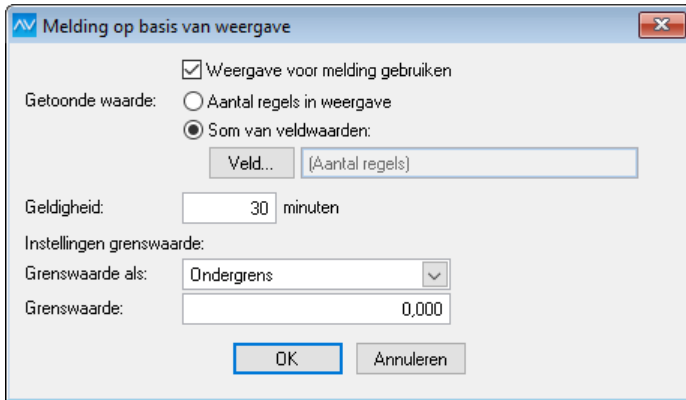 Melding op basis van weergave
Weergave voor melding gebruiken
Getoonde waarde: Aantal regels in weergave
Som van veldwaarden:
Veld... (Aantal regels)
Geldigheid: 30 minuten
Instellingen grenswaarde:
Grenswaarde als: Ondergrens
Grenswaarde: 0,000
OK Annuleren